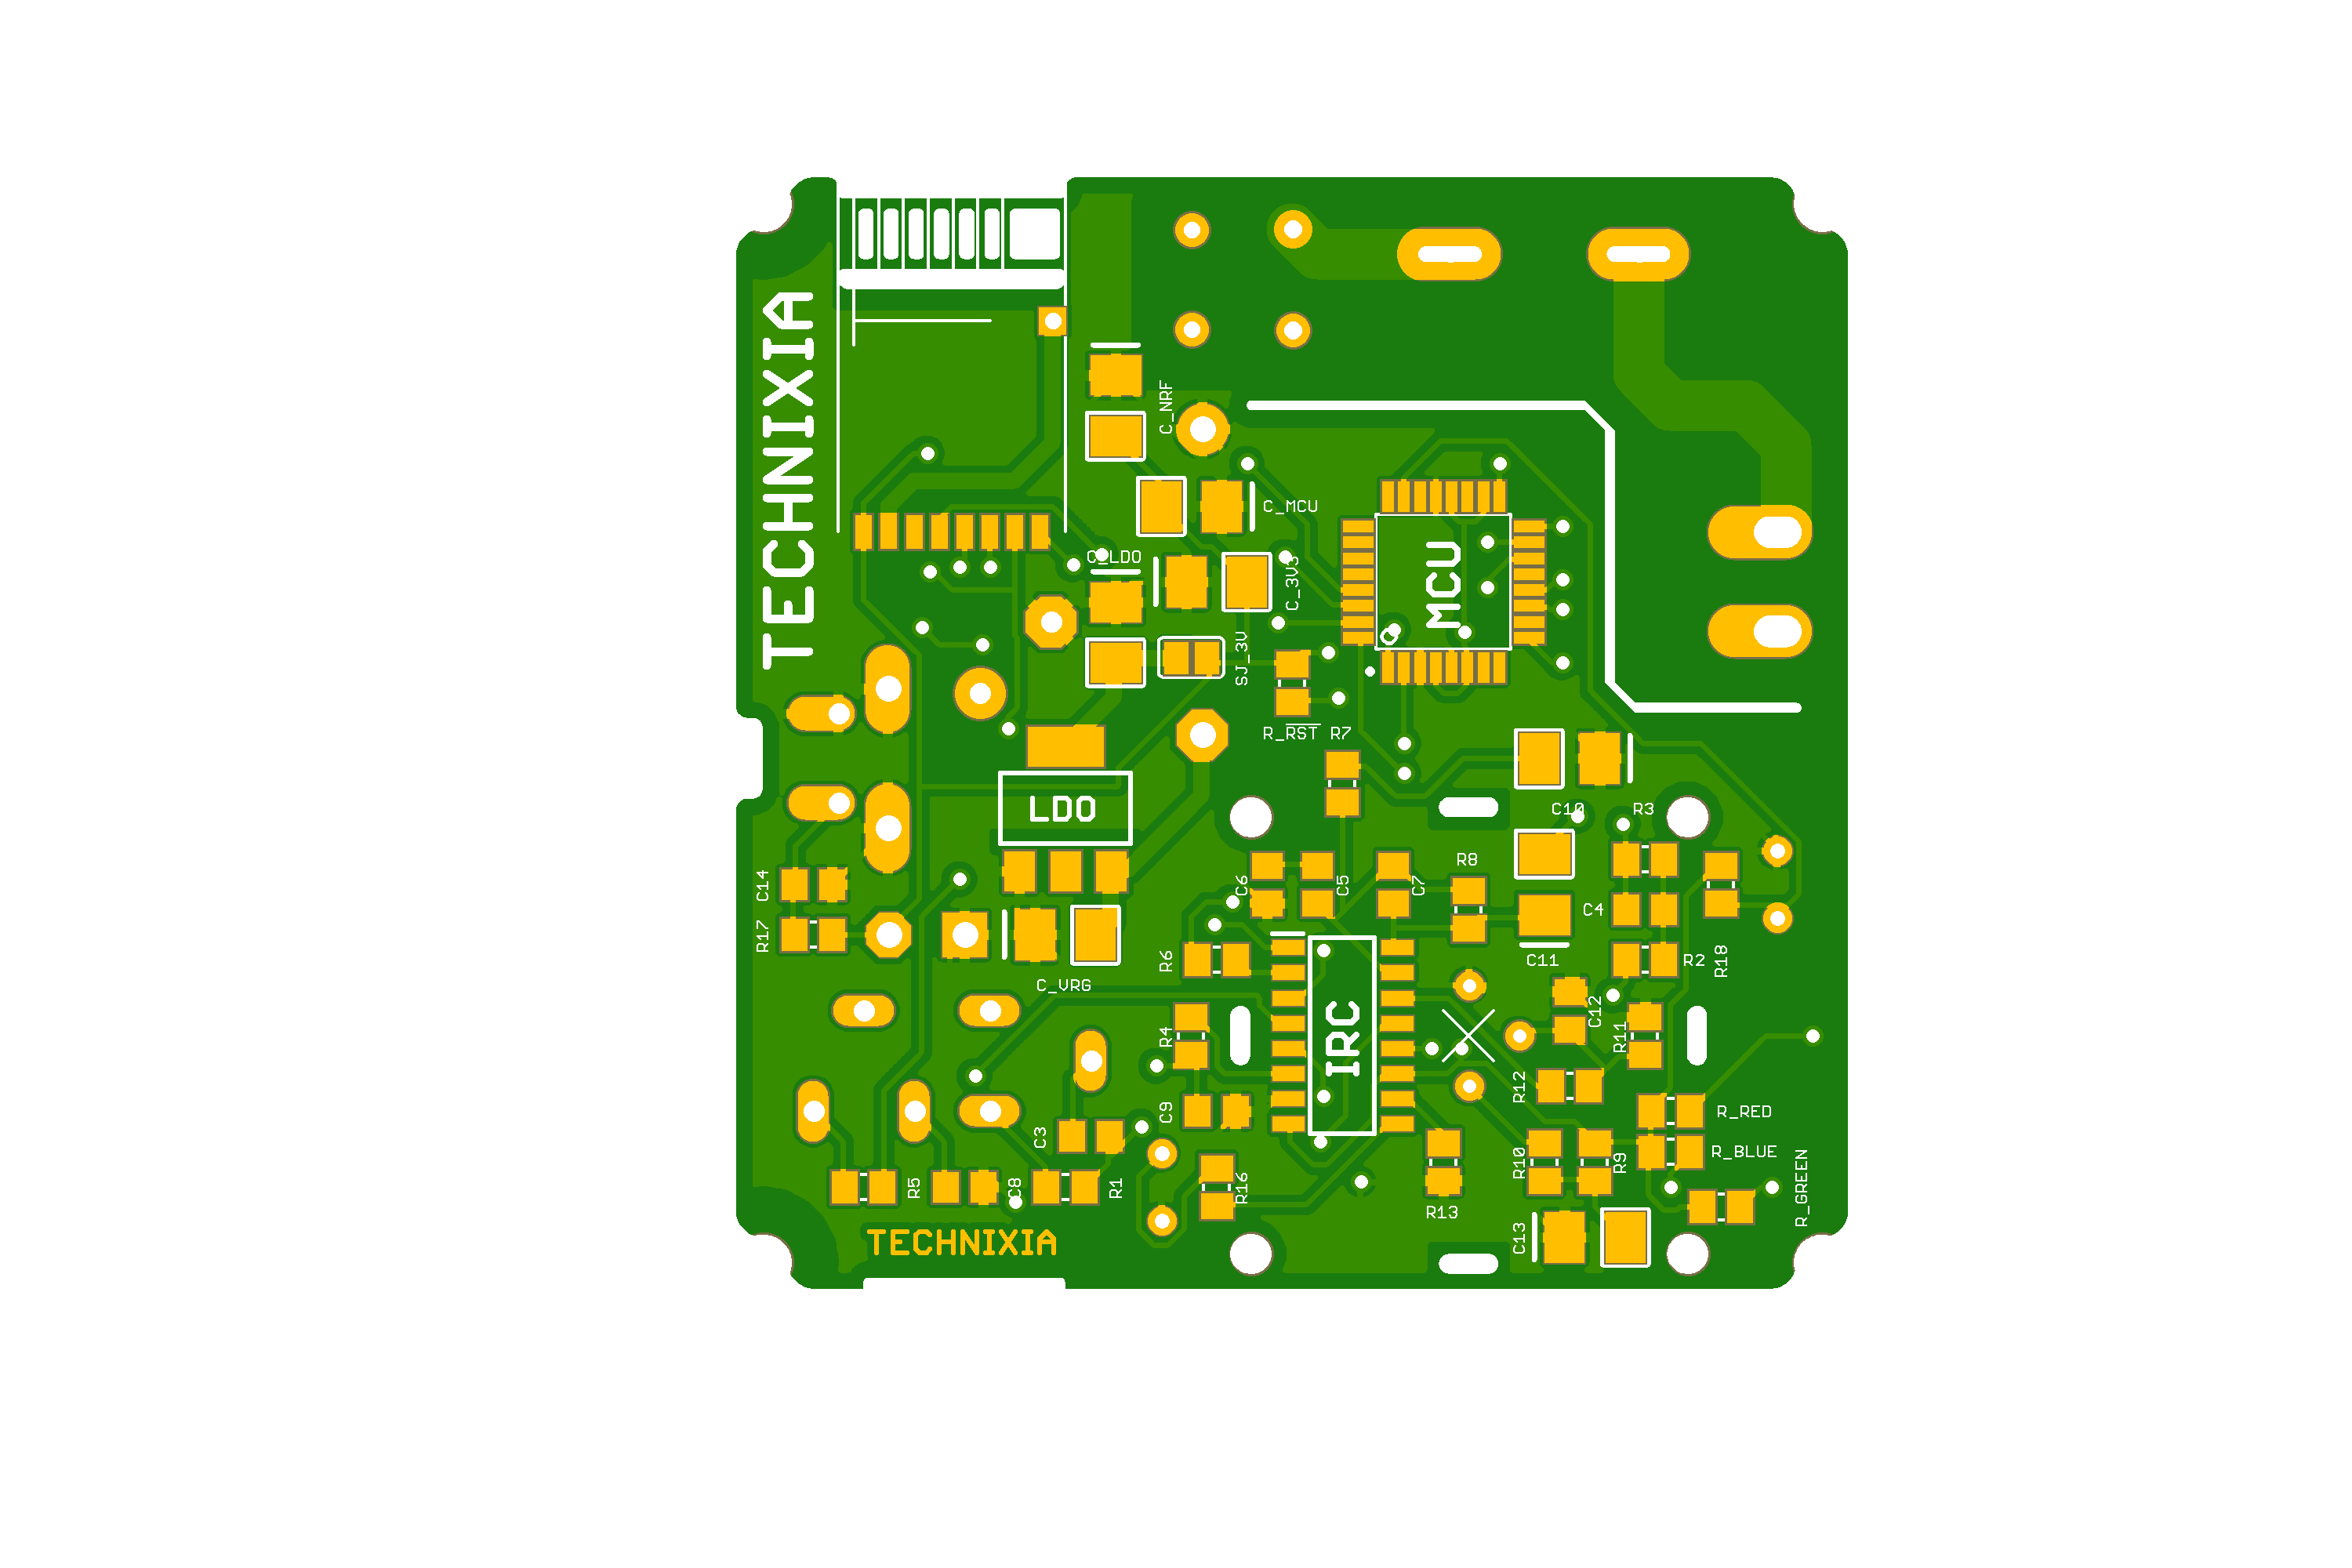 TECHNIXIA
C_NRF
C_MCU
C_LDO
C_3V3
MCU
SJ_3V
R_RST
R7
LDO
C10
R3
C14
C6
C5
C7
R8
C4
R17
R6
C11
R2
R18
C_VRG
C12
R4
IRC
R11
R12
C9
R_RED
C3
R10
R9
R_BLUE
R5
C8
R1
R16
R_GREEN
R13
C13
TECHNIXIA